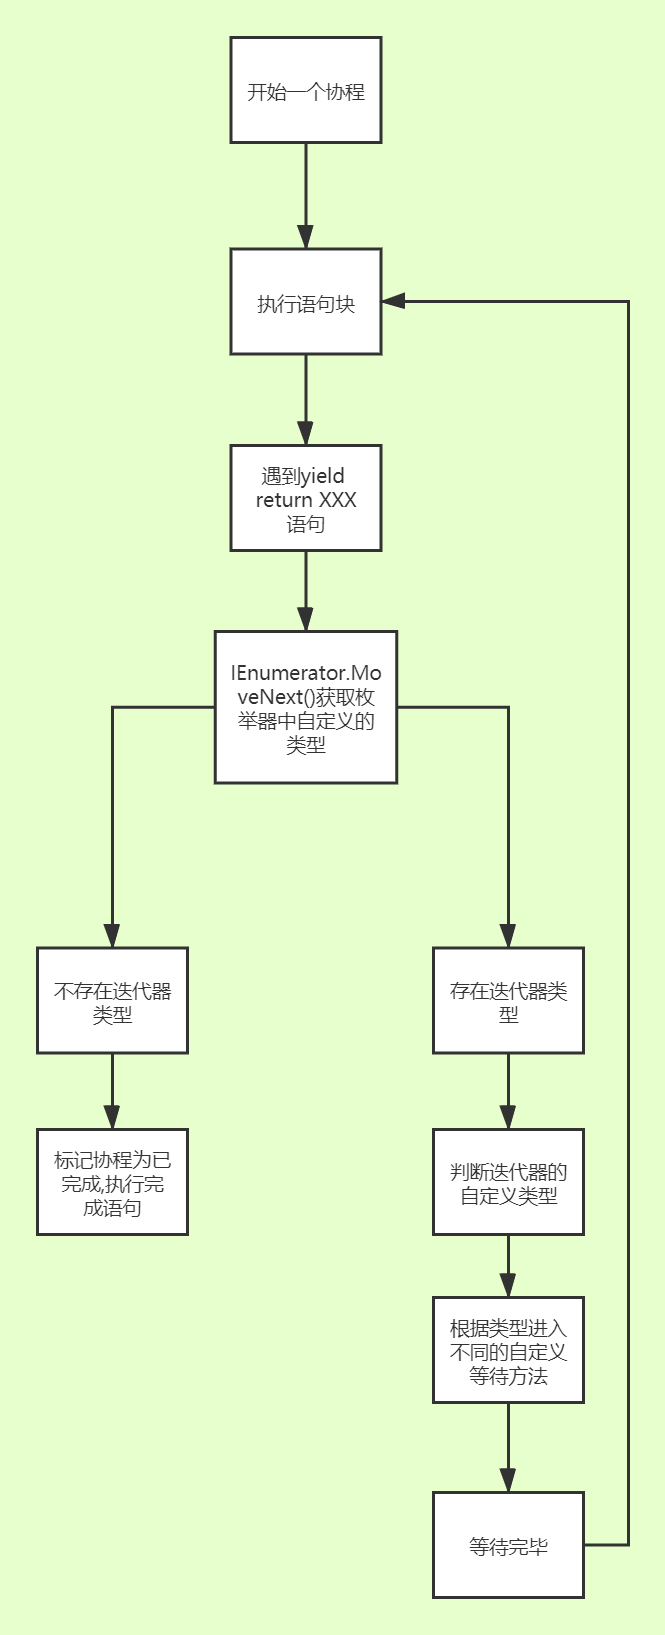 开始一个协程
执行语句块
遇到yield
return XXX
语句
IEnumerator.Mo
veNext()获取枚
举器中自定义的
类型
不存在迭代器
类型
存在迭代器类
型
标记协程为已
完成,执行完
成语句
判断迭代器的
自定义类型
根据类型进入
不同的自定义
等待方法
等待完毕